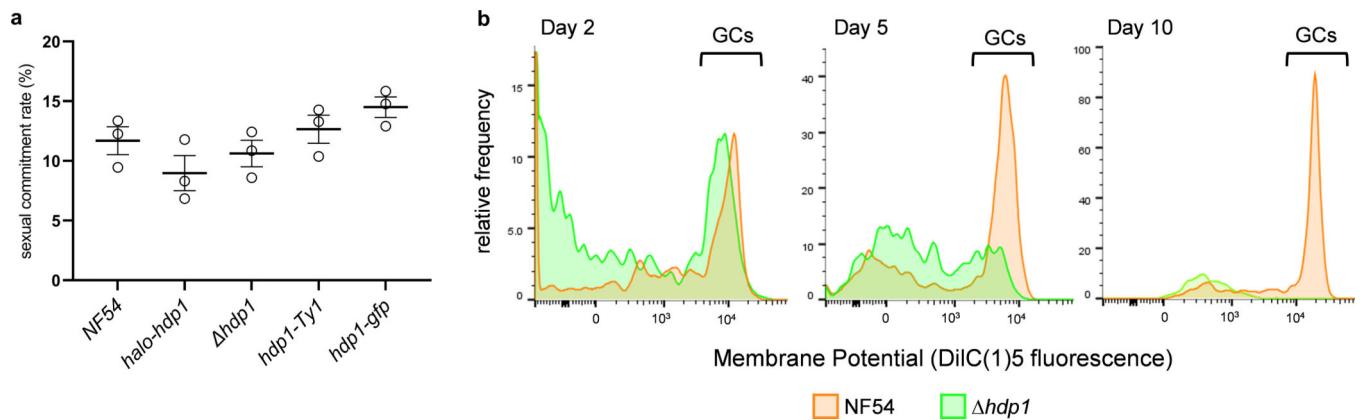 a
sexual commitment rate (%)
20
15
10
5
0
NF54
halo-hdp1
Δhdp1
hdp1-Ty1
hdp1-gfp
b
relative frequency
Day 2
GCs
15
10
5.0
0
0
10³
10⁴
Day 5
GCs
40
30
20
10
0
0
10³
10⁴
Day 10
GCs
100
80
60
40
20
0
0
10³
10⁴
Membrane Potential (DilC(1)5 fluorescence)
NF54
Δhdp1